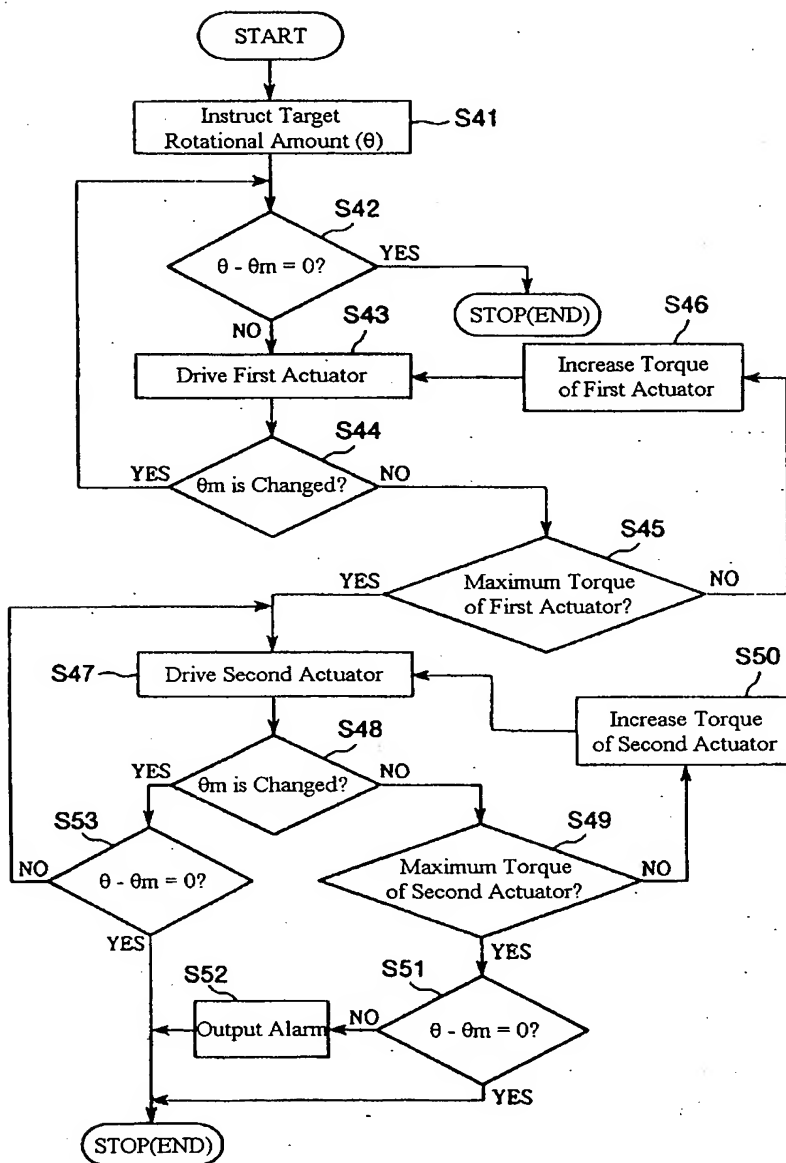 START
Instruct Target
Rotational Amount (θ)
S41
S42
θ - θm = 0?
YES
NO
STOP(END)
S43
Drive First Actuator
S46
Increase Torque
of First Actuator
S44
YES
θm is Changed?
NO
S45
YES
Maximum Torque
of First Actuator?
NO
S47
Drive Second Actuator
S50
Increase Torque
of Second Actuator
S48
YES
θm is Changed?
NO
S53
NO
θ - θm = 0?
YES
S49
Maximum Torque
of Second Actuator?
NO
YES
S52
Output Alarm
S51
NO
θ - θm = 0?
YES
STOP(END)